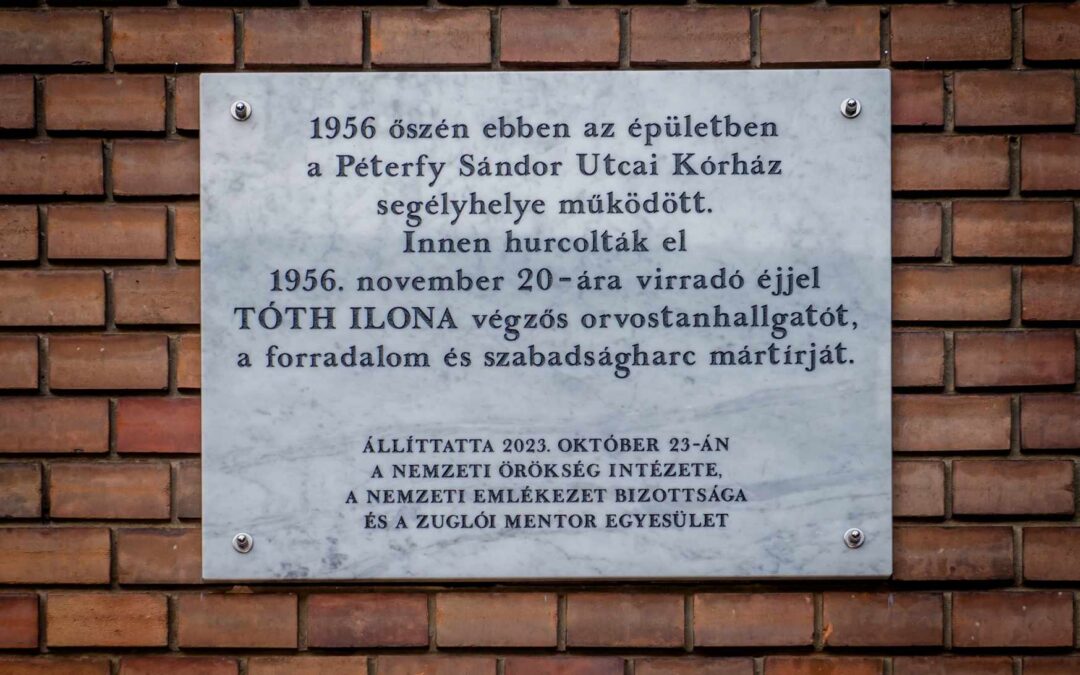 1956 őszén ebben az épületben
a Péterfy Sándor Utcai Kórház
segélyhelye működött.
Innen hurcolták el
1956. november 20-ára virradó éjjel
TÓTH ILONA végzős orvostanhallgatót,
a forradalom és szabadságharc mártírját.
ÁLLÍTTATTA 2023. OKTÓBER 23-ÁN
A NEMZETI ÖRÖKSÉG INTÉZETE,
A NEMZETI EMLÉKEZET BIZOTTSÁGA
ÉS A ZUGLÓI MENTOR EGYESÜLET